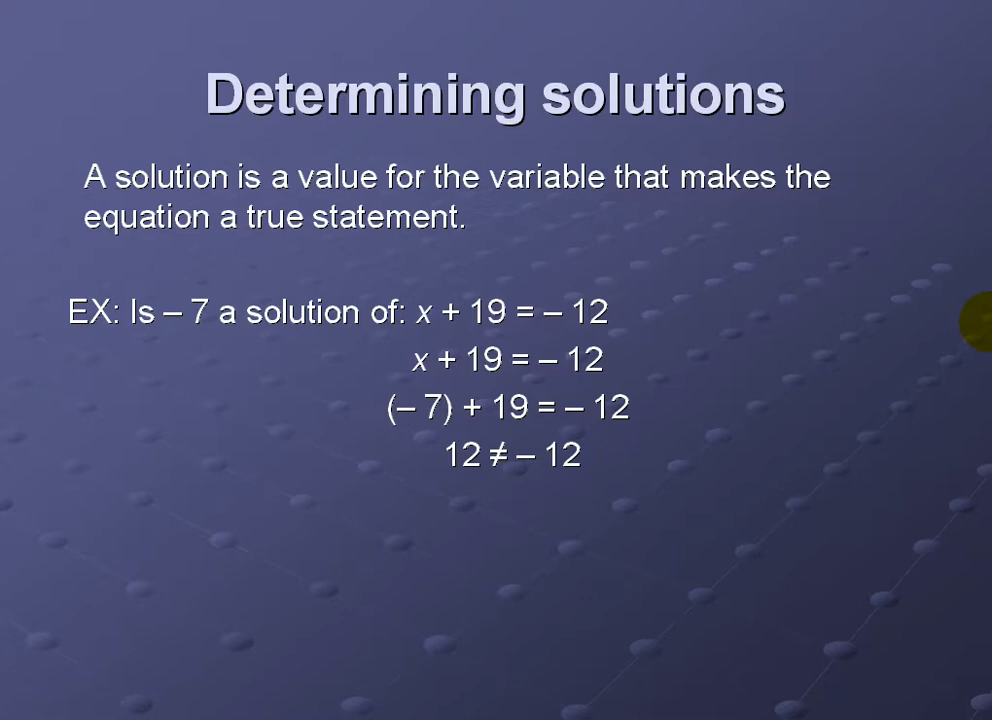 Determining solutions
A solution is a value for the variable that makes the
equation a true statement.
EX: Is – 7 a solution of: x + 19 = – 12
x + 19 = – 12
(– 7) + 19 = – 12
12 ≠ – 12